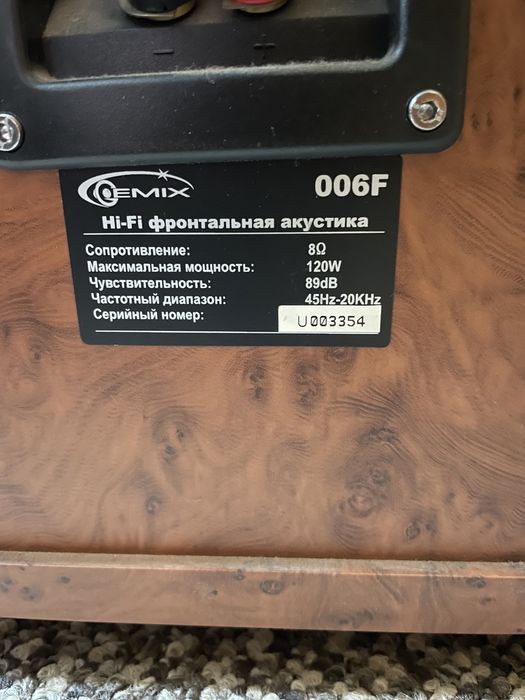 − +
GEMIX 006F
Hi-Fi фронтальная акустика
Сопротивление: 8Ω
Максимальная мощность: 120W
Чувствительность: 89dB
Частотный диапазон: 45Hz-20KHz
Серийный номер: U003354